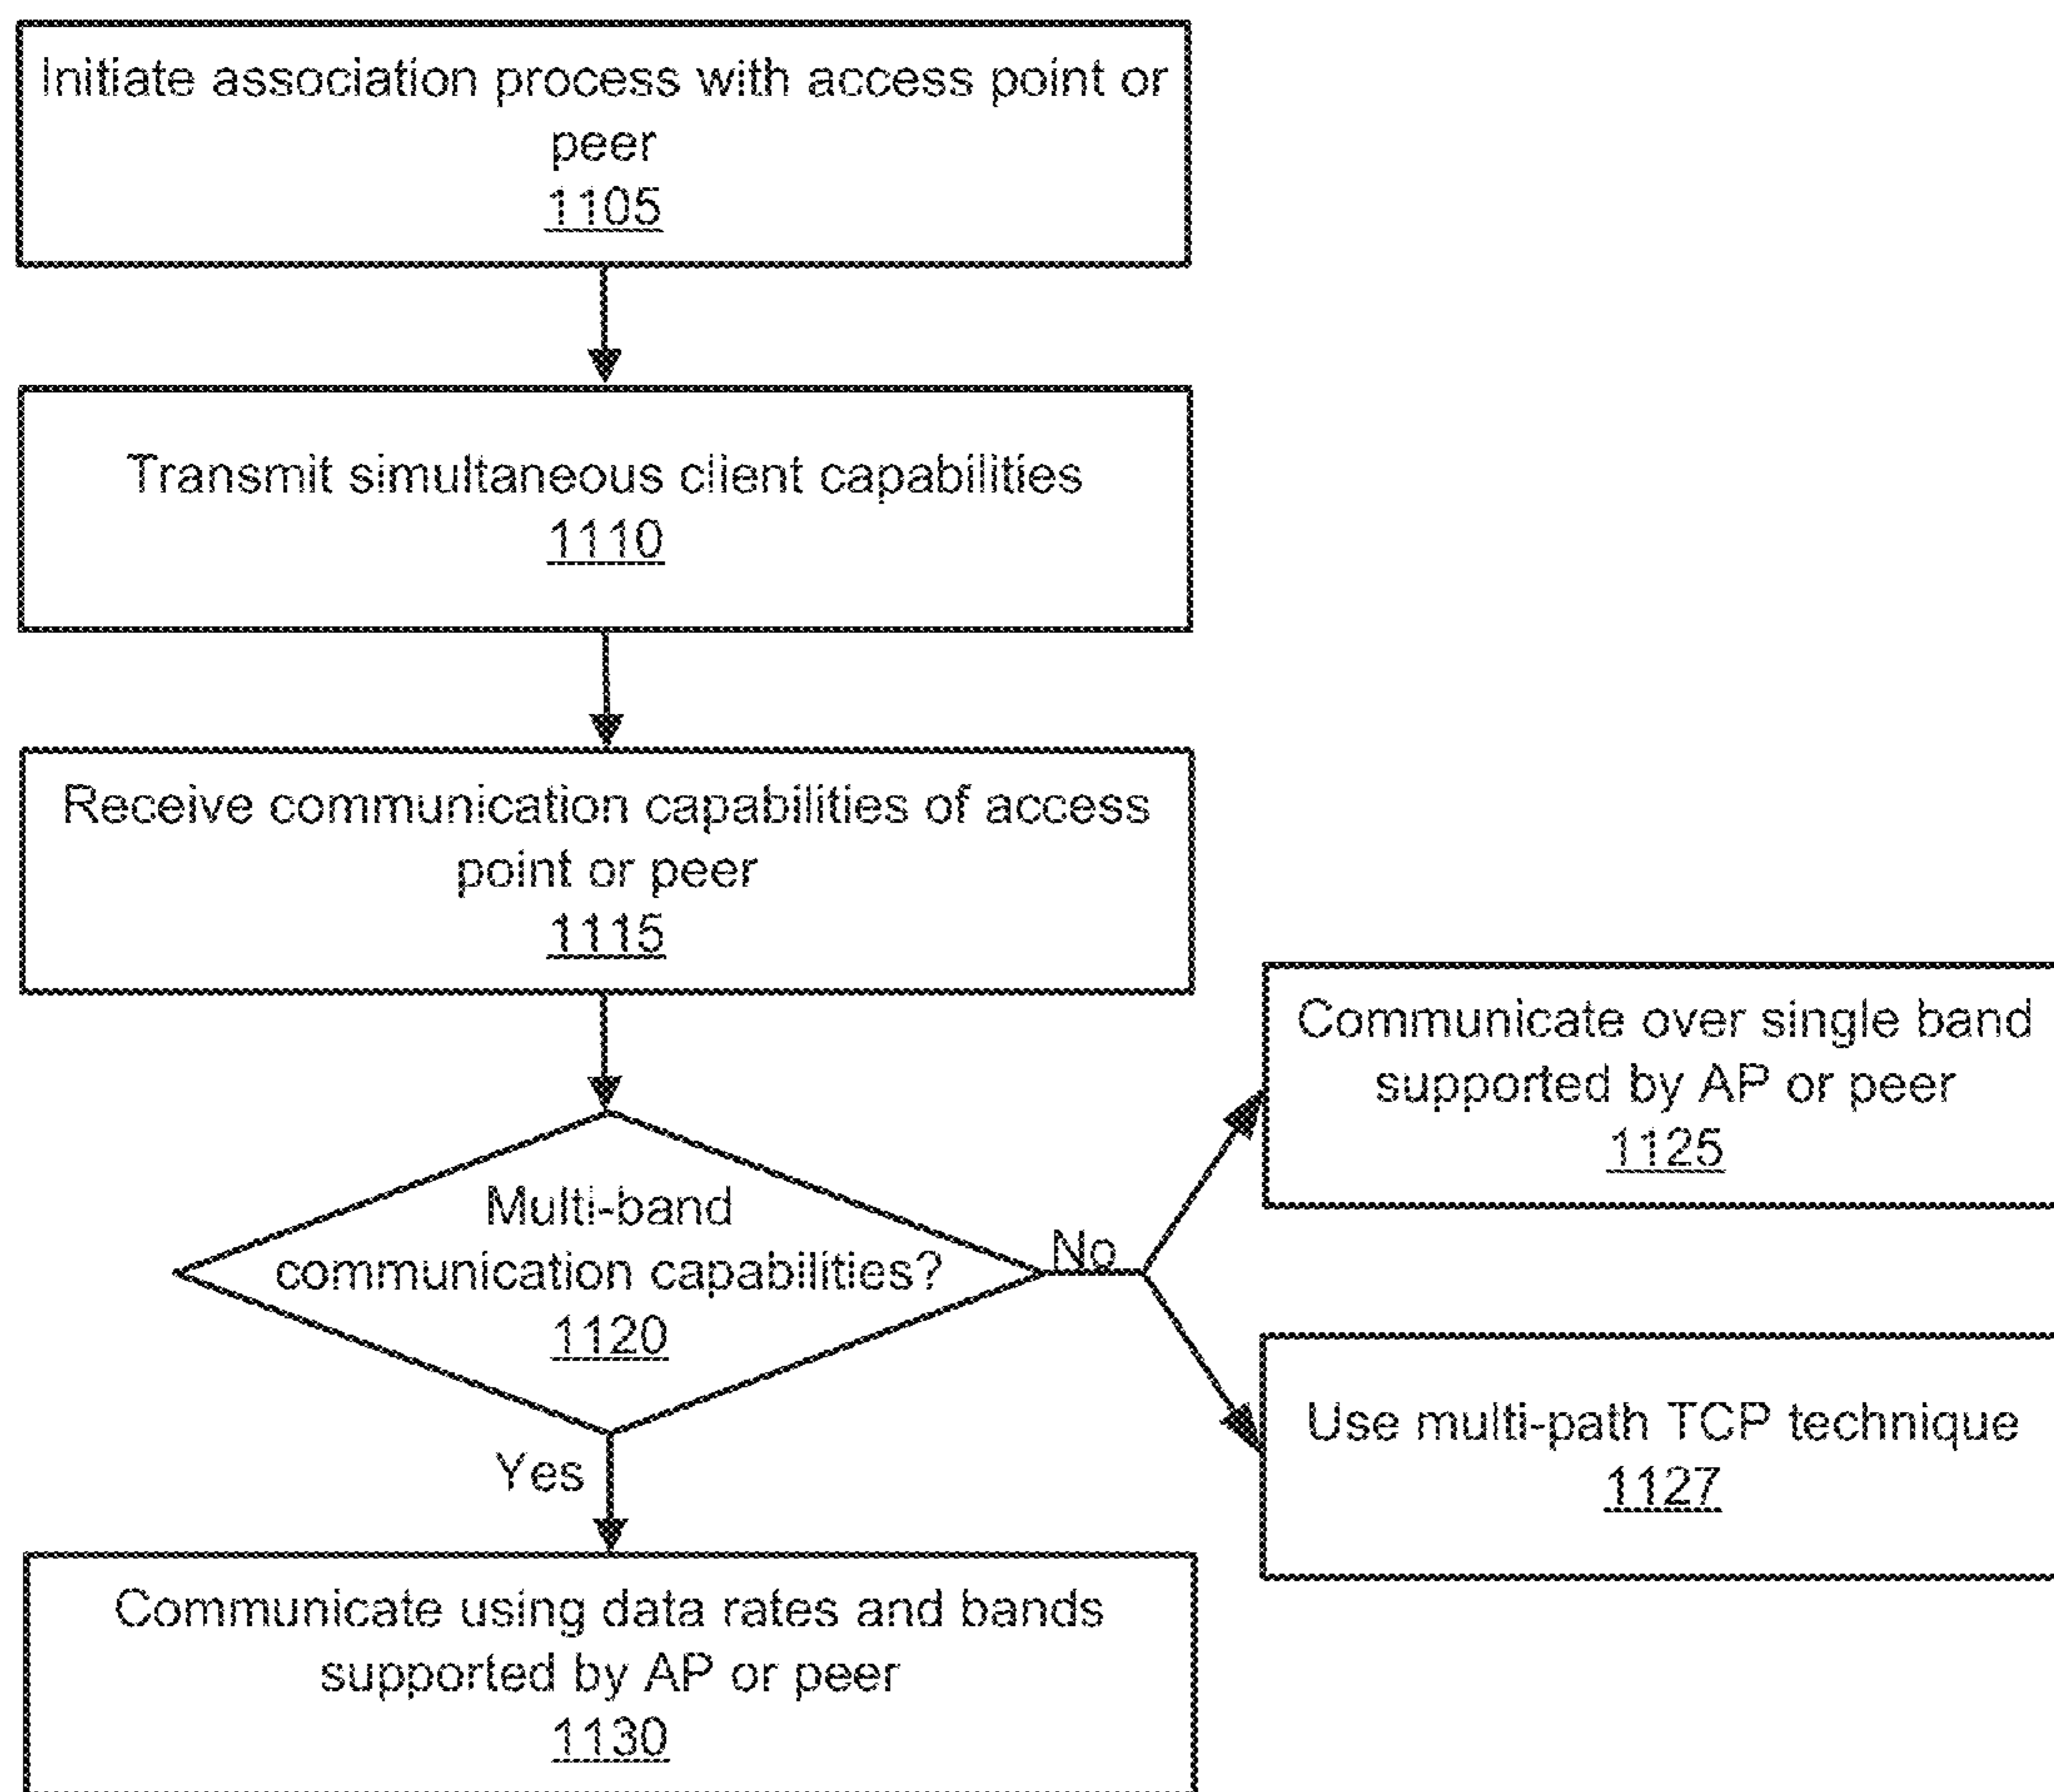 Initiate association process with access point or
peer
1105
Transmit simultaneous client capabilities
1110
Receive communication capabilities of access
point or peer
1115
Communicate over single band
supported by AP or peer
1125
Multi-band
communication capabilities?
1120
No
Use multi-path TCP technique
1127
Yes
Communicate using data rates and bands
supported by AP or peer
1130